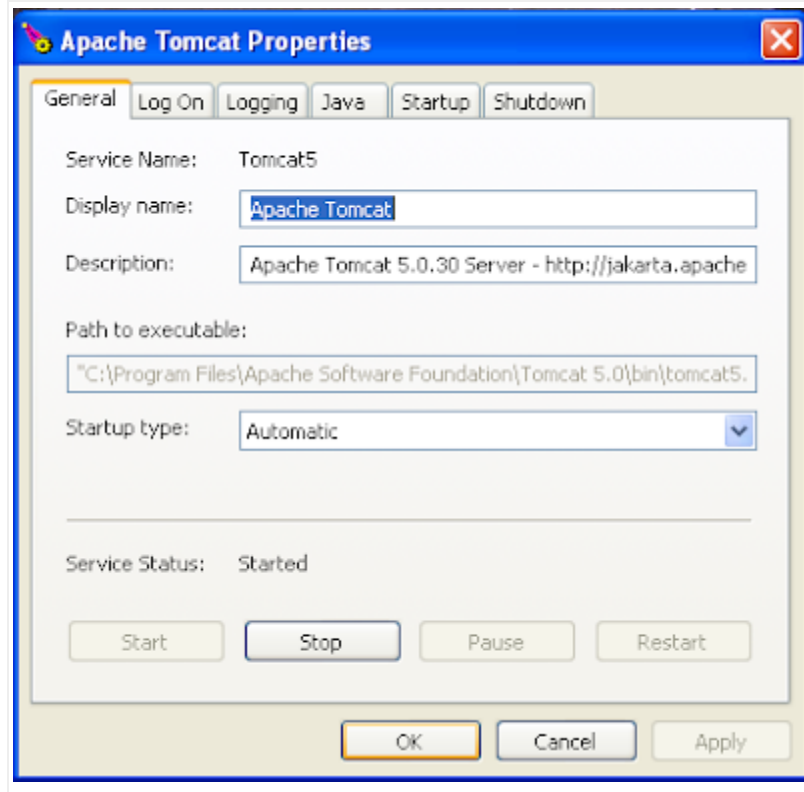 Apache Tomcat Properties
General Log On Logging Java Startup Shutdown
Service Name: Tomcat5
Display name: Apache Tomcat
Description: Apache Tomcat 5.0.30 Server - http://jakarta.apache
Path to executable:
"C:\Program Files\Apache Software Foundation\Tomcat 5.0\bin\tomcat5.
Startup type: Automatic
Service Status: Started
Start Stop Pause Restart
OK Cancel Apply